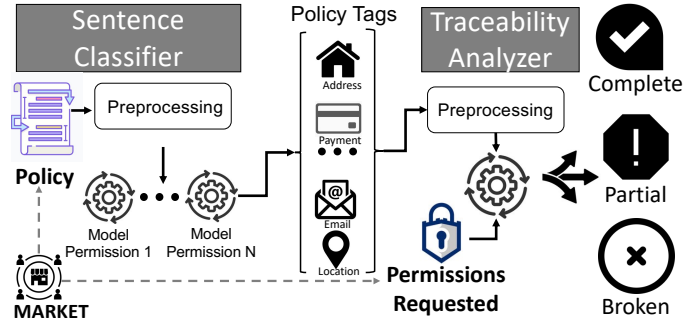 Sentence
Classifier
Policy Tags
Traceability
Analyzer
Preprocessing
Policy
Model
Permission 1
Model
Permission N
MARKET
Address
Payment
@
Email
Location
Preprocessing
Permissions
Requested
Complete
Partial
Broken